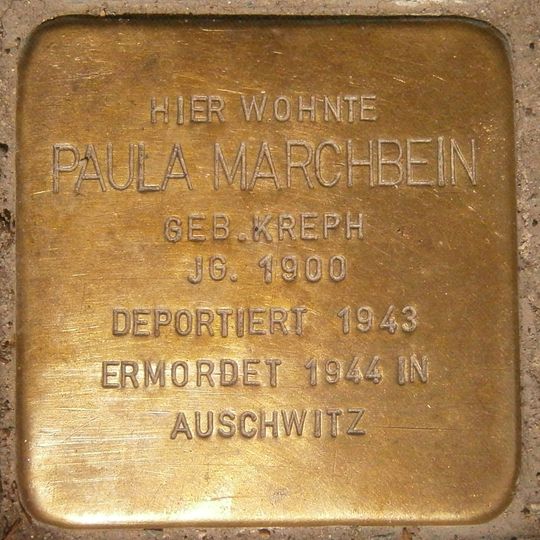 HIER WOHNTE
PAULA MARCHBEIN
GEB. KREPH
JG. 1900
DEPORTIERT 1943
ERMORDET 1944 IN
AUSCHWITZ